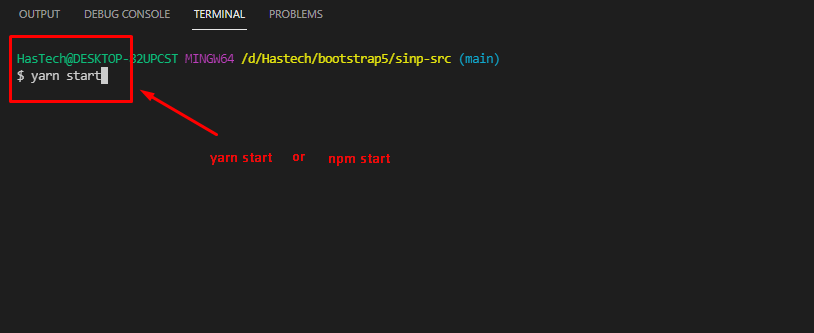 OUTPUT DEBUG CONSOLE TERMINAL PROBLEMS
HasTech@DESKTOP-82UPCST MINGW64 /d/Hastech/bootstrap5/sinp-src (main)
$ yarn start
yarn start or npm start